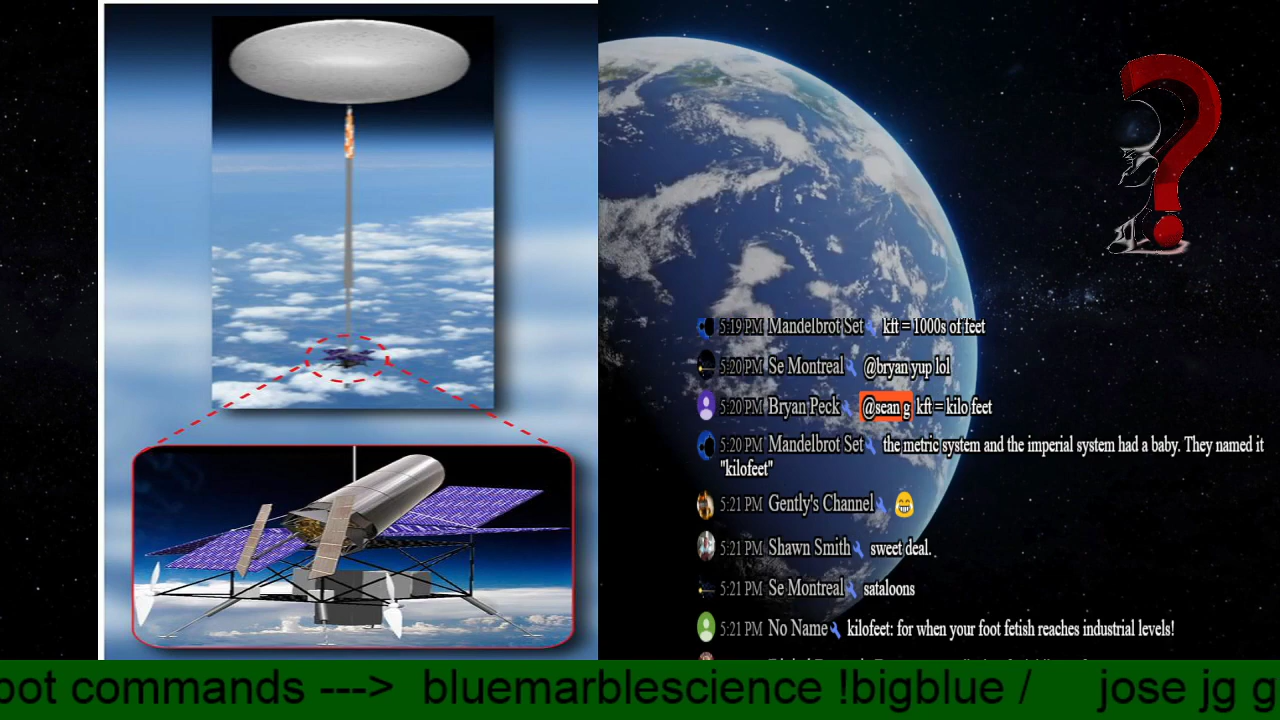 5:19 PM Mandelbrot Set kft = 1000s of feet
5:20 PM Se Montreal @bryan yup lol
5:20 PM Bryan Peck @sean g kft = kilo feet
5:20 PM Mandelbrot Set the metric system and the imperial system had a baby. They named it
"kilofeet"
5:21 PM Gently's Channel 😁
5:21 PM Shawn Smith sweet deal.
5:21 PM Se Montreal sataloons
5:21 PM No Name kilofeet: for when your foot fetish reaches industrial levels!
bot commands ---> bluemarblescience !bigblue / jose jg g